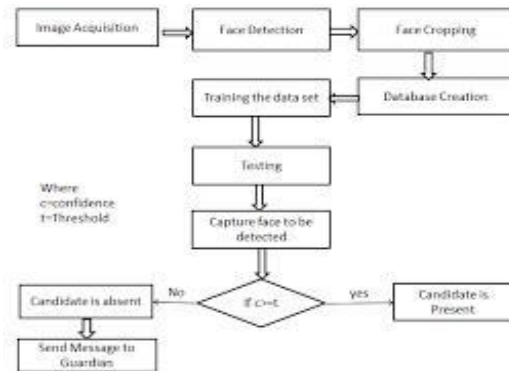 Image Acquisition
Face Detection
Face Cropping
Database Creation
Training the data set
Testing
Where
c=confidence
t=Threshold
Capture face to be
detected
If c>=t
No
yes
Candidate is absent
Candidate is
Present
Send Message to
Guardian